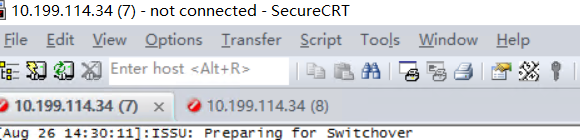 10.199.114.34 (7) - not connected - SecureCRT
File Edit View Options Transfer Script Tools Window Help
Enter host <Alt+R>
10.199.114.34 (7) × 10.199.114.34 (8)
[Aug 26 14:30:11]:ISSU: Preparing for Switchover